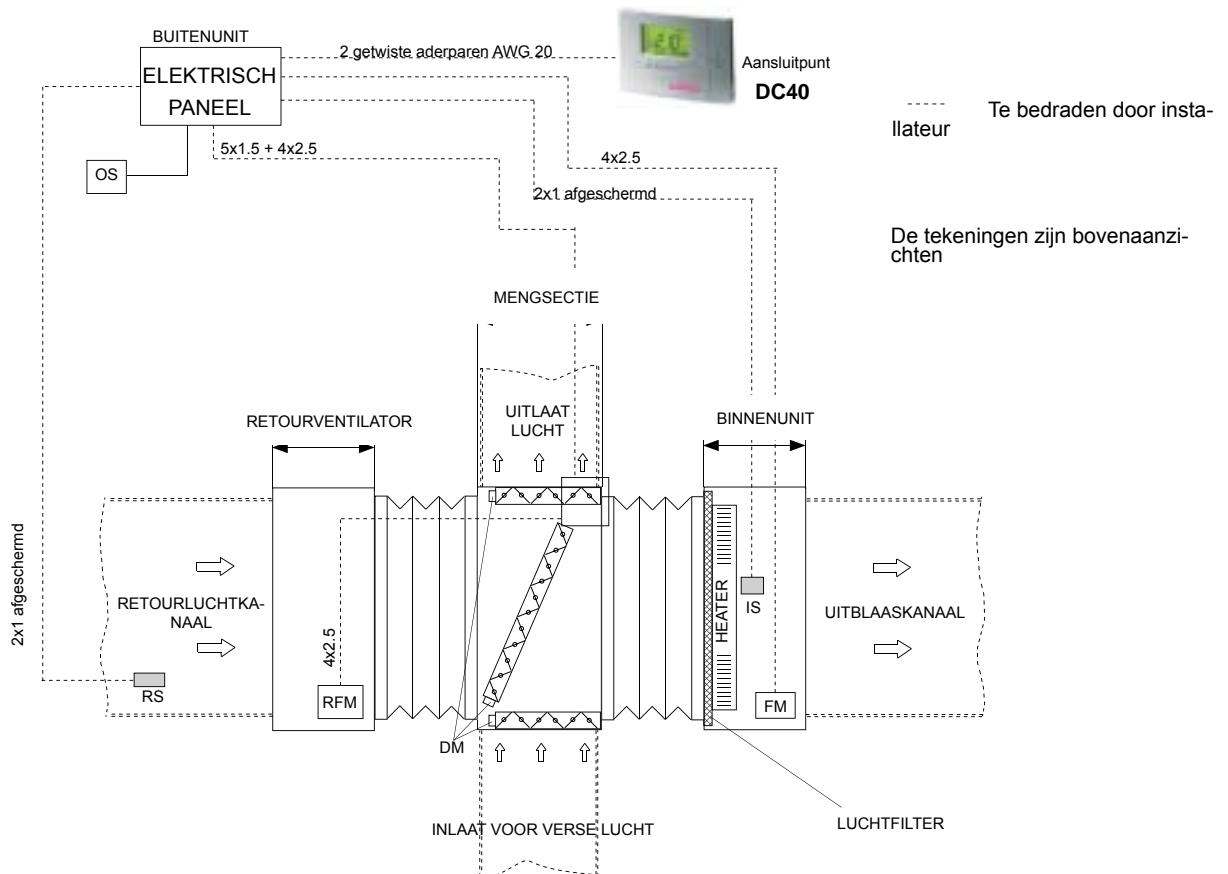 BUITENUNIT
ELEKTRISCH
PANEEL
2 getwiste aderparen AWG 20
Aansluitpunt
DC40
Te bedraden door insta-
llateur
OS
5x1.5 + 4x2.5
4x2.5
2x1 afgeschermd
De tekeningen zijn bovenaanzi-
chten
MENGSECTIE
RETOURVENTILATOR
UITLAAT
LUCHT
BINNENUNIT
2x1 afgeschermd
RETOURLUCHTKA-
NAAL
4x2.5
HEATER
IS
UITBLAASKANAAL
RS
RFM
FM
DM
INLAAT VOOR VERSE LUCHT
LUCHTFILTER